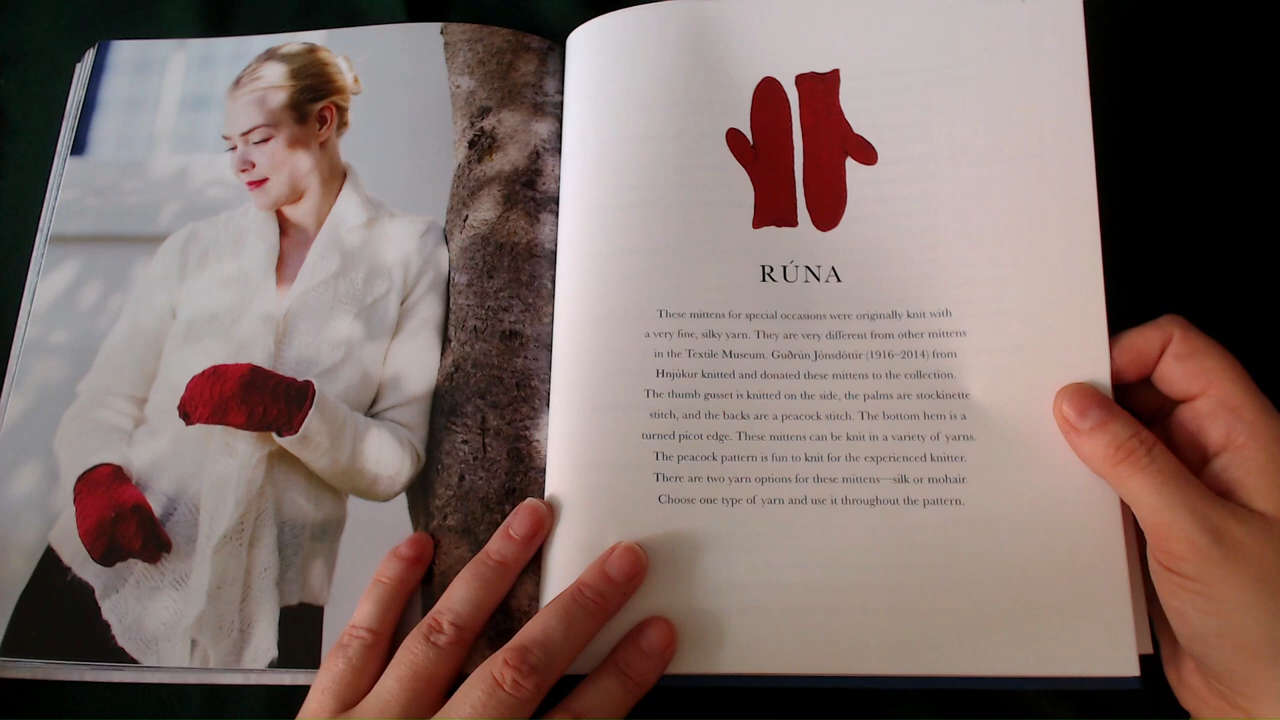 RÚNA
These mittens for special occasions were originally knit with
a very fine, silky yarn. They are very different from other mittens
in the Textile Museum. Guðrún Jónsdóttir (1916–2014) from
Hnjúkur knitted and donated these mittens to the collection.
The thumb gusset is knitted on the side, the palms are stockinette
stitch, and the backs are a peacock stitch. The bottom hem is a
turned picot edge. These mittens can be knit in a variety of yarns.
The peacock pattern is fun to knit for the experienced knitter.
There are two yarn options for these mittens—silk or mohair.
Choose one type of yarn and use it throughout the pattern.